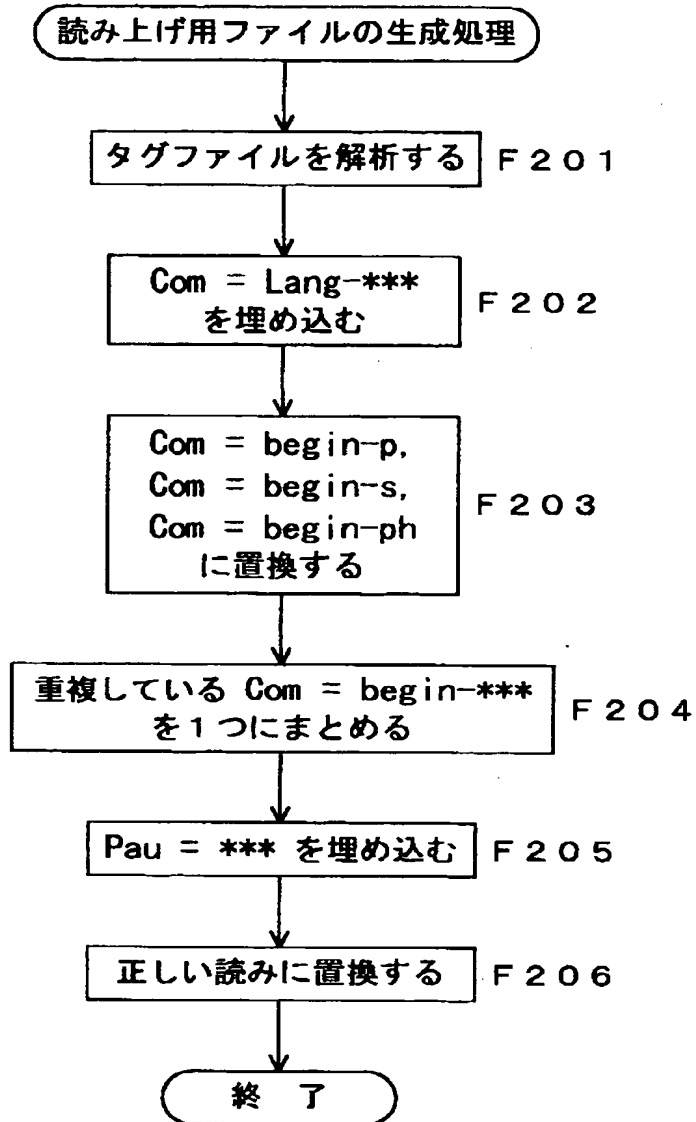 読み上げ用ファイルの生成処理
タグファイルを解析する F201
Com = Lang-***
を埋め込む
F202
Com = begin-p,
Com = begin-s,
Com = begin-ph
に置換する
F203
重複している Com = begin-***
を1つにまとめる
F204
Pau = *** を埋め込む F205
正しい読みに置換する F206
終 了